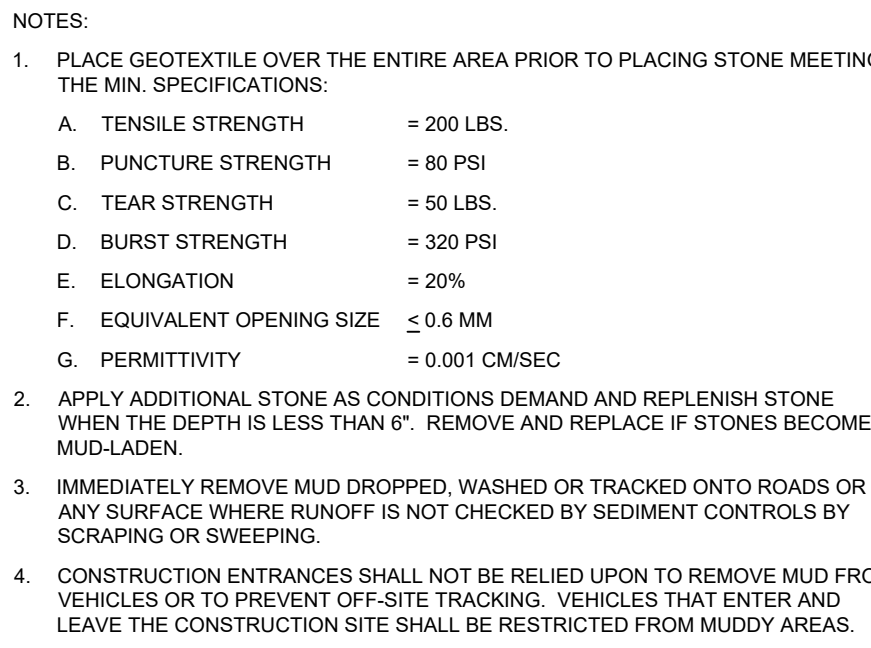 NOTES:
1. PLACE GEOTEXTILE OVER THE ENTIRE AREA PRIOR TO PLACING STONE MEETING
THE MIN. SPECIFICATIONS:
A. TENSILE STRENGTH = 200 LBS.
B. PUNCTURE STRENGTH = 80 PSI
C. TEAR STRENGTH = 50 LBS.
D. BURST STRENGTH = 320 PSI
E. ELONGATION = 20%
F. EQUIVALENT OPENING SIZE ≤ 0.6 MM
G. PERMITTIVITY = 0.001 CM/SEC
2. APPLY ADDITIONAL STONE AS CONDITIONS DEMAND AND REPLENISH STONE
WHEN THE DEPTH IS LESS THAN 6". REMOVE AND REPLACE IF STONES BECOME
MUD-LADEN.
3. IMMEDIATELY REMOVE MUD DROPPED, WASHED OR TRACKED ONTO ROADS OR
ANY SURFACE WHERE RUNOFF IS NOT CHECKED BY SEDIMENT CONTROLS BY
SCRAPING OR SWEEPING.
4. CONSTRUCTION ENTRANCES SHALL NOT BE RELIED UPON TO REMOVE MUD FRO
VEHICLES OR TO PREVENT OFF-SITE TRACKING. VEHICLES THAT ENTER AND
LEAVE THE CONSTRUCTION SITE SHALL BE RESTRICTED FROM MUDDY AREAS.